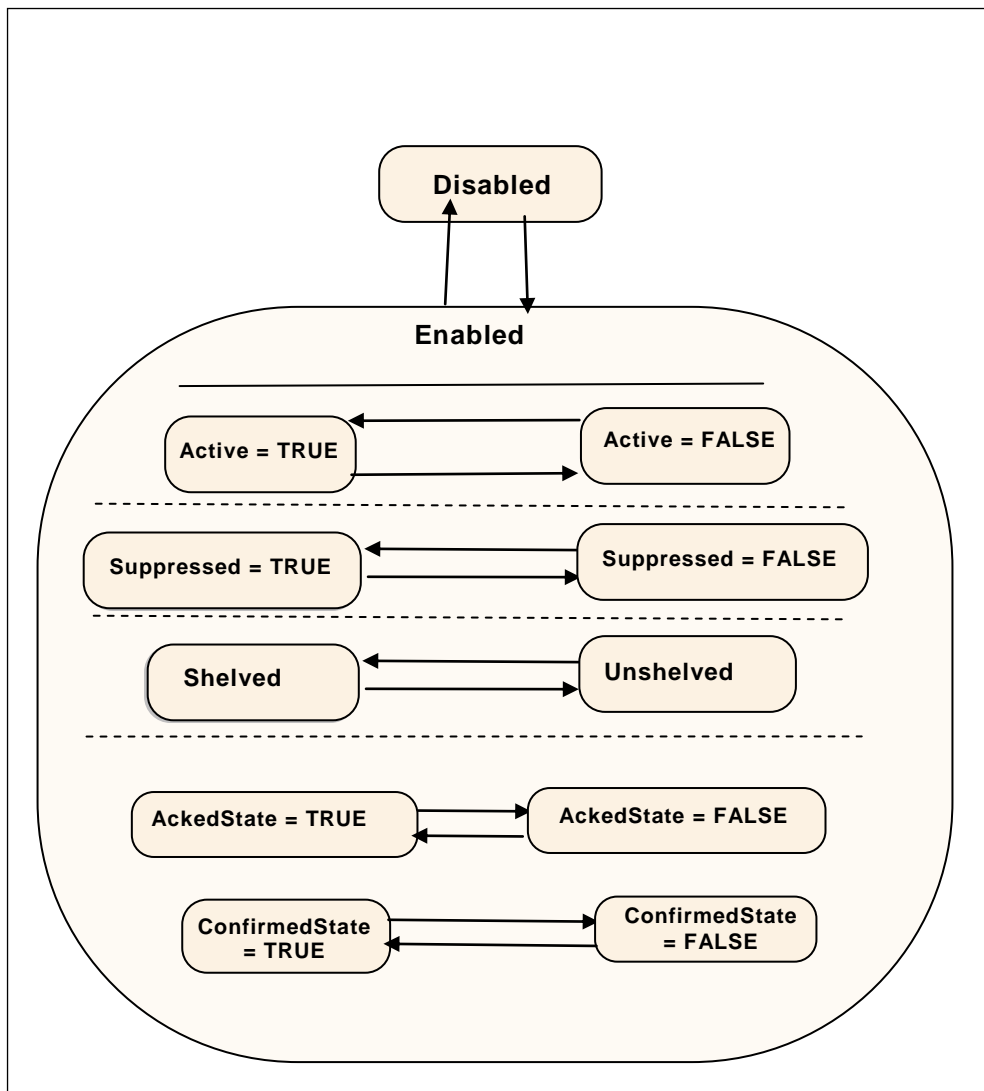 Disabled
Enabled
Active = TRUE
Active = FALSE
Suppressed = TRUE
Suppressed = FALSE
Shelved
Unshelved
AckedState = TRUE
AckedState = FALSE
ConfirmedState
= TRUE
ConfirmedState
= FALSE